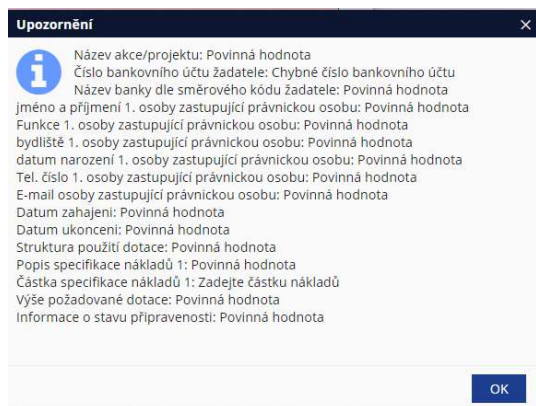 Upozornění
Název akce/projektu: Povinná hodnota
Číslo bankovního účtu žadatele: Chybné číslo bankovního účtu
Název banky dle směrového kódu žadatele: Povinná hodnota
jméno a příjmení 1. osoby zastupující právnickou osobu: Povinná hodnota
Funkce 1. osoby zastupující právnickou osobu: Povinná hodnota
bydliště 1. osoby zastupující právnickou osobu: Povinná hodnota
datum narození 1. osoby zastupující právnickou osobu: Povinná hodnota
Tel. číslo 1. osoby zastupující právnickou osobu: Povinná hodnota
E-mail osoby zastupující právnickou osobu: Povinná hodnota
Datum zahajeni: Povinná hodnota
Datum ukonceni: Povinná hodnota
Struktura použití dotace: Povinná hodnota
Popis specifikace nákladů 1: Povinná hodnota
Částka specifikace nákladů 1: Zadejte částku nákladů
Výše požadované dotace: Povinná hodnota
Informace o stavu připravenosti: Povinná hodnota
OK